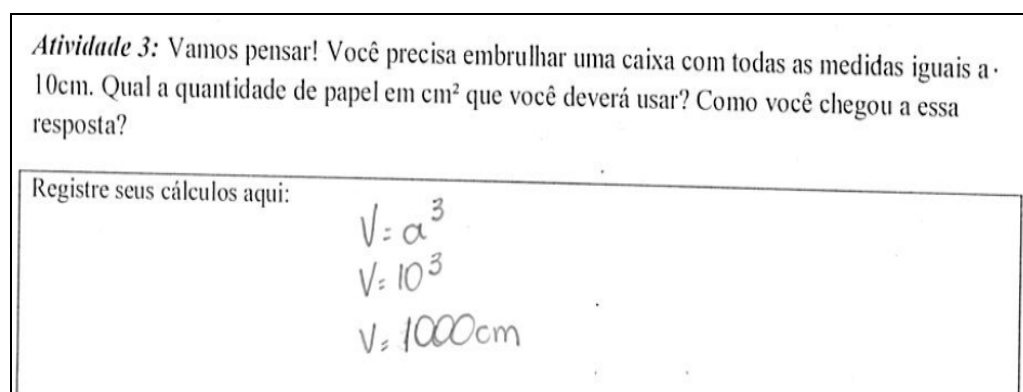 Atividade 3: Vamos pensar! Você precisa embrulhar uma caixa com todas as medidas iguais a
10cm. Qual a quantidade de papel em cm² que você deverá usar? Como você chegou a essa
resposta?
Registre seus cálculos aqui:
V = a³
V = 10³
V = 1000cm